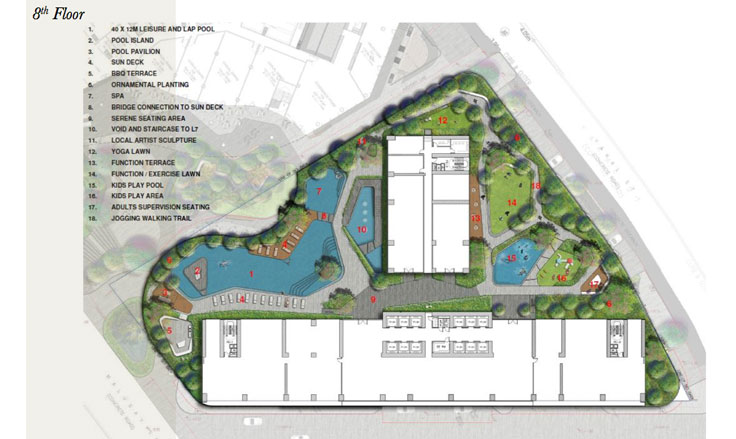 8th Floor
1. 40 X 12M LEISURE AND LAP POOL
2. POOL ISLAND
3. POOL PAVILION
4. SUN DECK
5. BBQ TERRACE
6. ORNAMENTAL PLANTING
7. SPA
8. BRIDGE CONNECTION TO SUN DECK
9. SERENE SEATING AREA
10. VOID AND STAIRCASE TO L7
11. LOCAL ARTIST SCULPTURE
12. YOGA LAWN
13. FUNCTION TERRACE
14. FUNCTION / EXERCISE LAWN
15. KIDS PLAY POOL
16. KIDS PLAY AREA
17. ADULTS SUPERVISION SEATING
18. JOGGING WALKING TRAIL
12
6
11
7
18
14
8
13
10
4
6
15
16
2
1
17
3
4
9
6
5